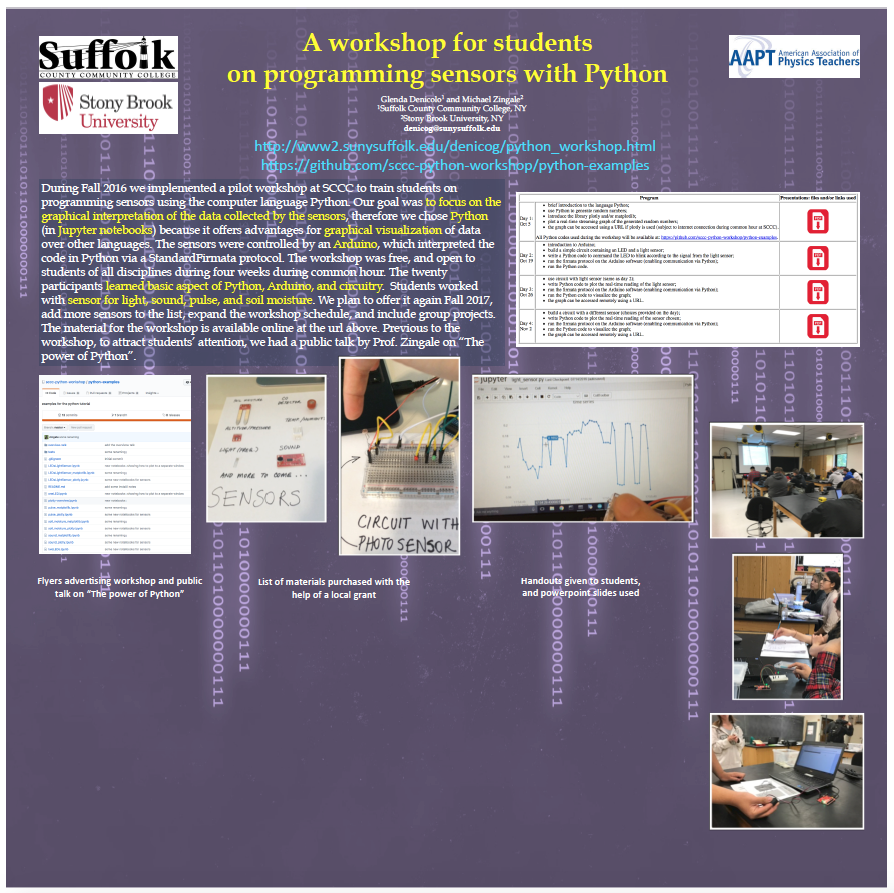 Suffolk
COUNTY COMMUNITY COLLEGE
Stony Brook
University
A workshop for students
on programming sensors with Python
AAPT American Association of
Physics Teachers
Glenda Denicolo¹ and Michael Zingale²
¹Suffolk County Community College, NY
²Stony Brook University, NY
denicog@sunysuffolk.edu
http://www2.sunysuffolk.edu/denicog/python_workshop.html
https://github.com/sccc-python-workshop/python-examples
During Fall 2016 we implemented a pilot workshop at SCCC to train students on
programming sensors using the computer language Python. Our goal was to focus on the
graphical interpretation of the data collected by the sensors, therefore we chose Python
(in Jupyter notebooks) because it offers advantages for graphical visualization of data
over other languages. The sensors were controlled by an Arduino, which interpreted the
code in Python via a StandardFirmata protocol. The workshop was free, and open to
students of all disciplines during four weeks during common hour. The twenty
participants learned basic aspect of Python, Arduino, and circuitry. Students worked
with sensor for light, sound, pulse, and soil moisture. We plan to offer it again Fall 2017,
add more sensors to the list, expand the workshop schedule, and include group projects.
The material for the workshop is available online at the url above. Previous to the
workshop, to attract students' attention, we had a public talk by Prof. Zingale on "The
power of Python".
Program
Presentations: files and/or links used
Day 1:
Oct 5
brief introduction to the language Python;
use Python to generate random numbers;
introduce the library plotly and/or matplotlib;
plot a real-time streaming graph of the generated random numbers;
the graph can be accessed using a URL if plotly is used (subject to internet connection during common hour at SCCC).
All Python codes used during the workshop will be available at: https://github.com/sccc-python-workshop/python-examples
Day 2:
Oct 19
introduction to Arduino;
build a simple circuit containing an LED and a light sensor;
write a Python code to command the LED to blink according to the signal from the light sensor;
run the firmata protocol on the Arduino software (enabling communication via Python);
run the Python code.
Day 3:
Oct 26
use circuit with light sensor (same as day 2);
write Python code to plot the real-time reading of the light sensor;
run the firmata protocol on the Arduino software (enabling communication via Python);
run the Python code to visualize the graph;
the graph can be accessed remotely using a URL.
Day 4:
Nov 2
build a circuit with a different sensor (choices provided on the day);
write Python code to plot the real-time reading of the sensor chosen;
run the firmata protocol on the Arduino software (enabling communication via Python);
run the Python code to visualize the graph;
the graph can be accessed remotely using a URL.
sccc-python-workshop / python-examples
SOUND
AND MORE TO COME...
SENSORS
CIRCUIT WITH
PHOTO SENSOR
jupyter light_sensor.py
Flyers advertising workshop and public
talk on "The power of Python"
List of materials purchased with the
help of a local grant
Handouts given to students,
and powerpoint slides used